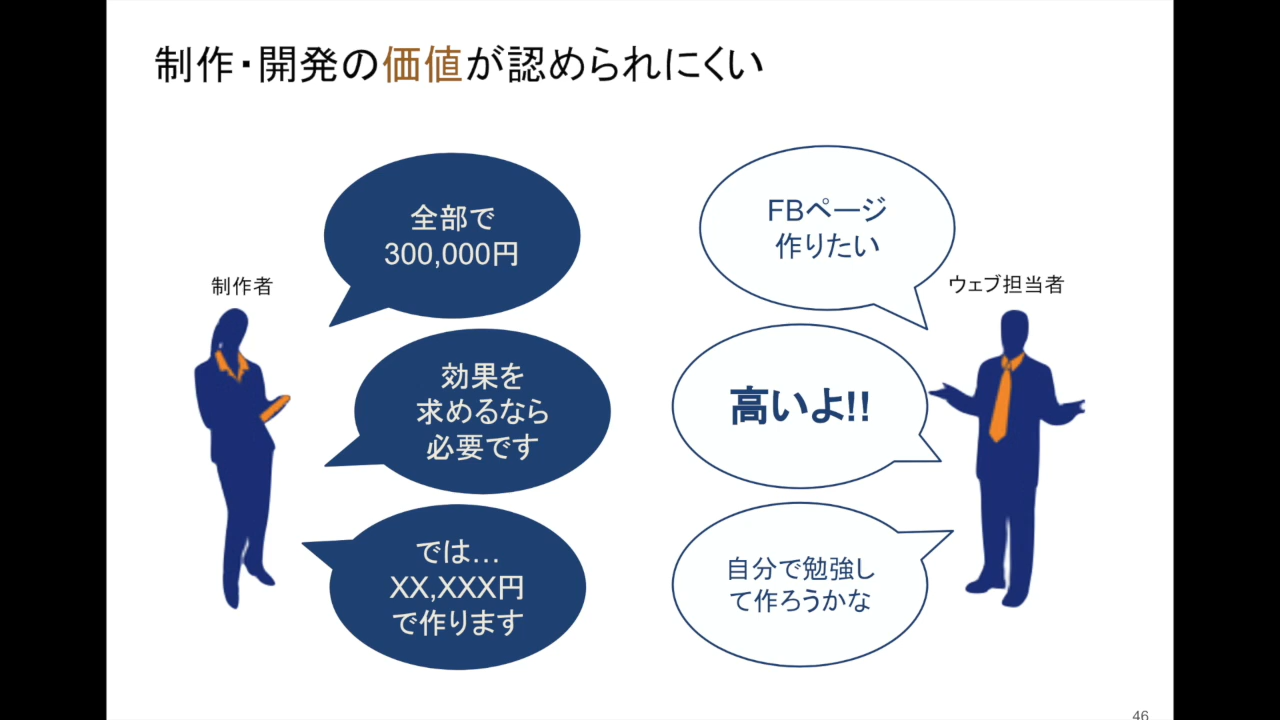 制作・開発の価値が認められにくい
全部で
300,000円
FBページ
作りたい
制作者
ウェブ担当者
効果を
求めるなら
必要です
高いよ!!
では…
XX,XXX円
で作ります
自分で勉強し
て作ろうかな
46